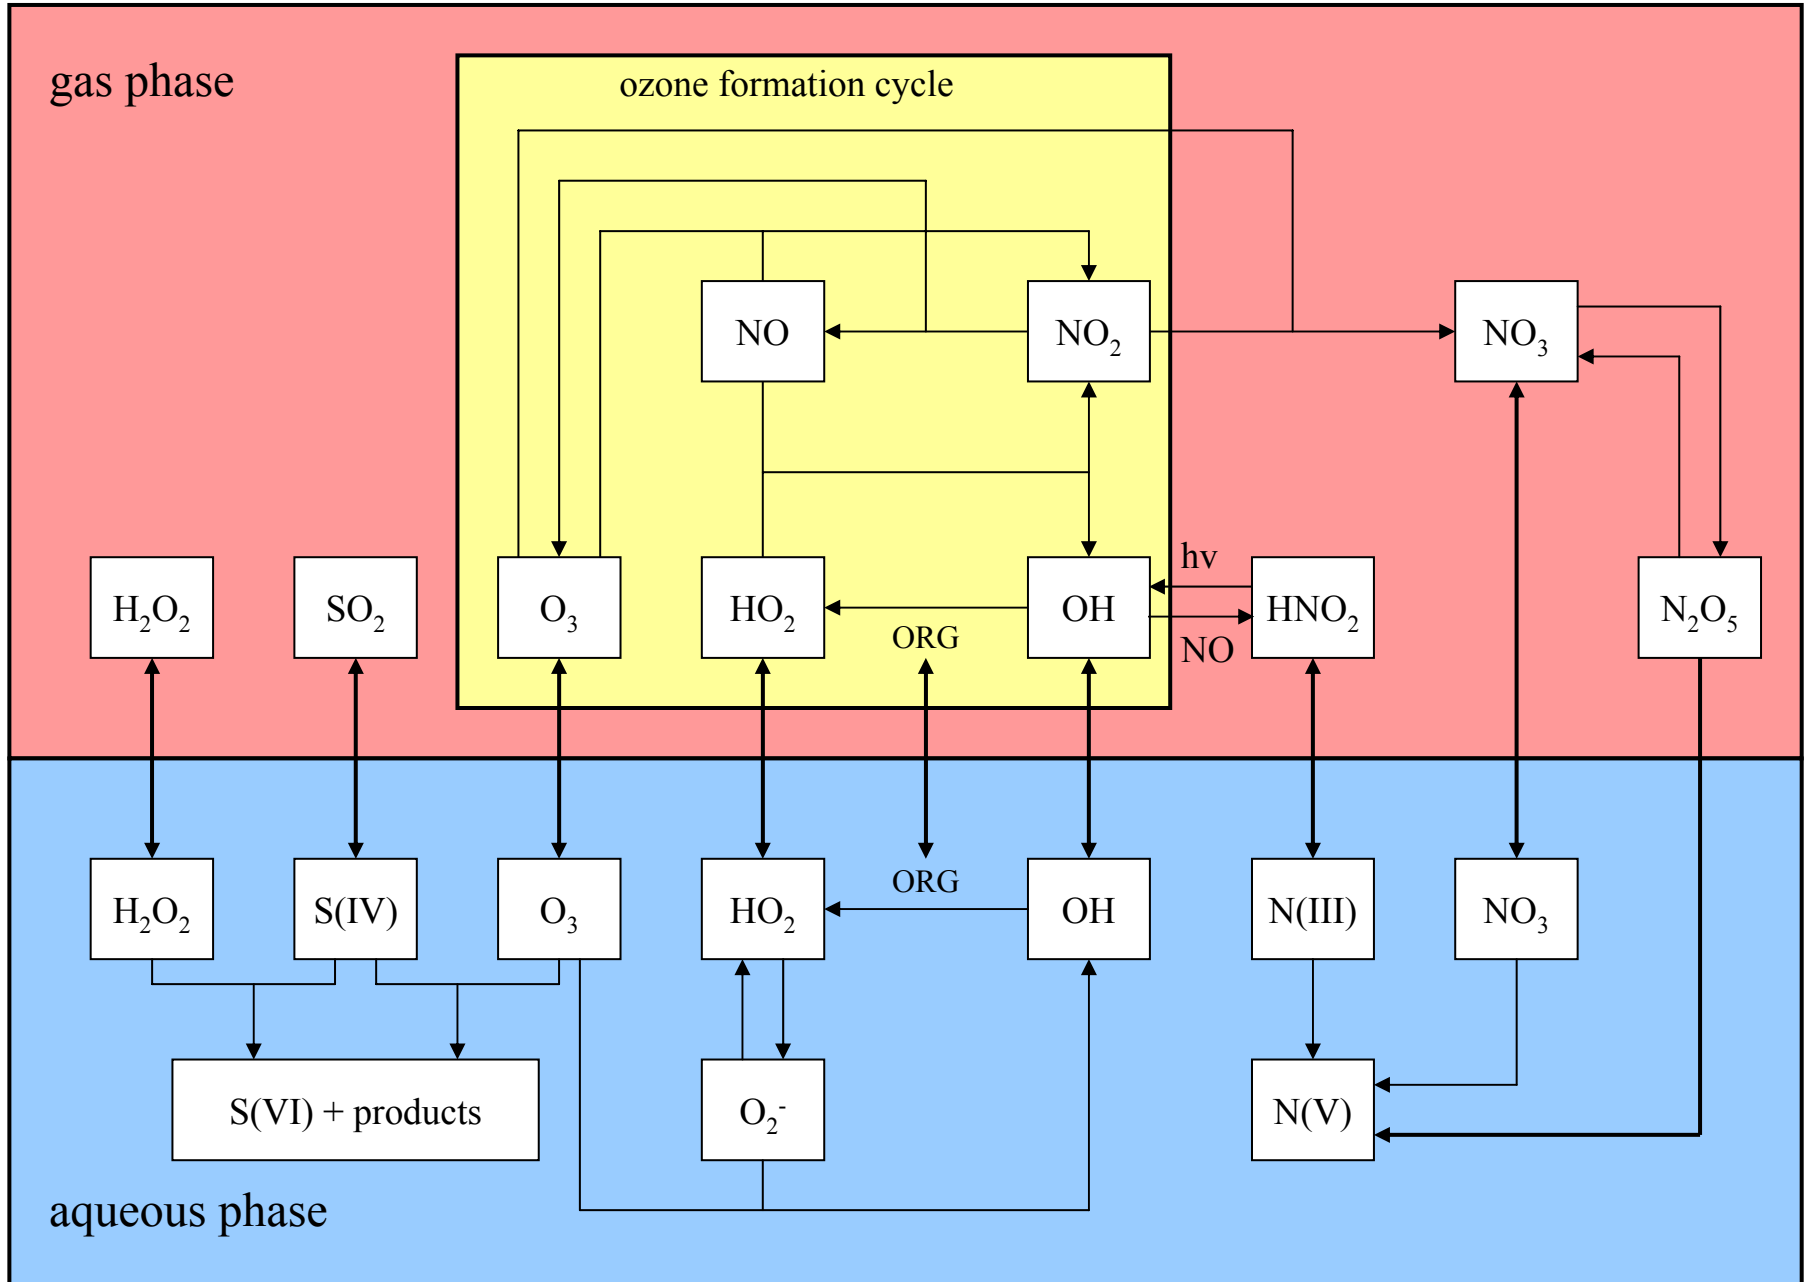 gas phase
ozone formation cycle
NO
NO₂
NO₃
hv
H₂O₂
SO₂
O₃
HO₂
ORG
OH
NO
HNO₂
N₂O₅
H₂O₂
S(IV)
O₃
HO₂
ORG
OH
N(III)
NO₃
S(VI) + products
O₂⁻
N(V)
aqueous phase